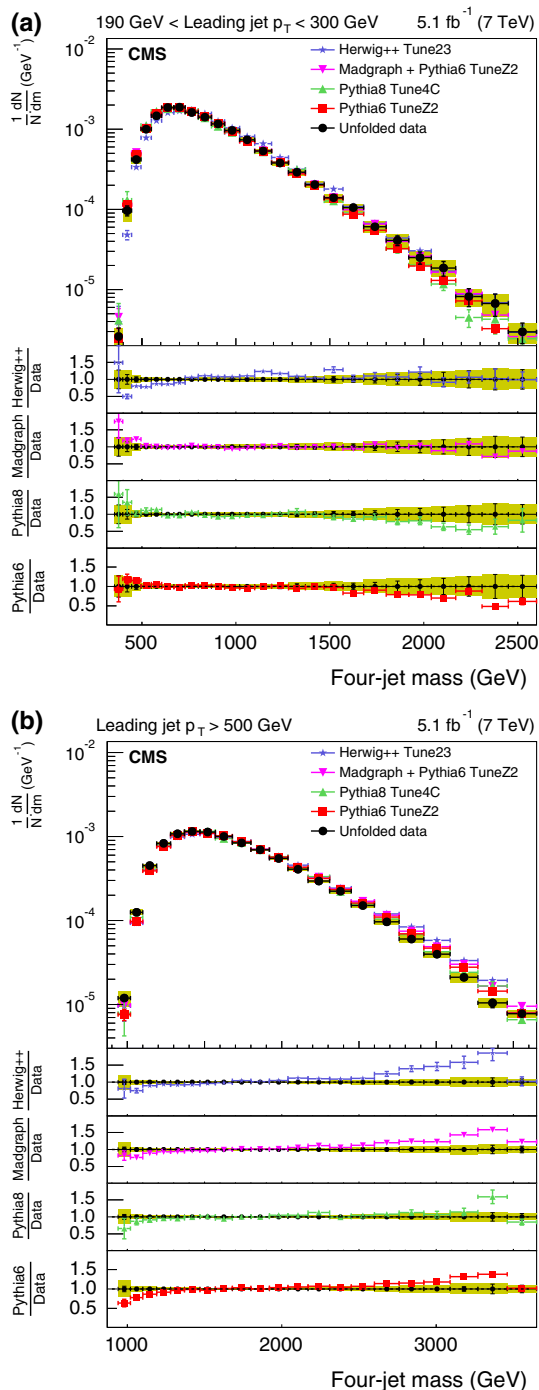 (a)
190 GeV < Leading jet p_T < 300 GeV 5.1 fb^-1 (7 TeV)
CMS
Herwig++ Tune23
Madgraph + Pythia6 TuneZ2
Pythia8 Tune4C
Pythia6 TuneZ2
Unfolded data
1/N dN/dm (GeV^-1)
10^-2
10^-3
10^-4
10^-5
Herwig++/Data
1.5
1.0
0.5
Madgraph/Data
1.5
1.0
0.5
Pythia8/Data
1.5
1.0
0.5
Pythia6/Data
1.5
1.0
0.5
500 1000 1500 2000 2500
Four-jet mass (GeV)
(b)
Leading jet p_T > 500 GeV 5.1 fb^-1 (7 TeV)
CMS
Herwig++ Tune23
Madgraph + Pythia6 TuneZ2
Pythia8 Tune4C
Pythia6 TuneZ2
Unfolded data
1/N dN/dm (GeV^-1)
10^-2
10^-3
10^-4
10^-5
Herwig++/Data
1.5
1.0
0.5
Madgraph/Data
1.5
1.0
0.5
Pythia8/Data
1.5
1.0
0.5
Pythia6/Data
1.5
1.0
0.5
1000 2000 3000
Four-jet mass (GeV)